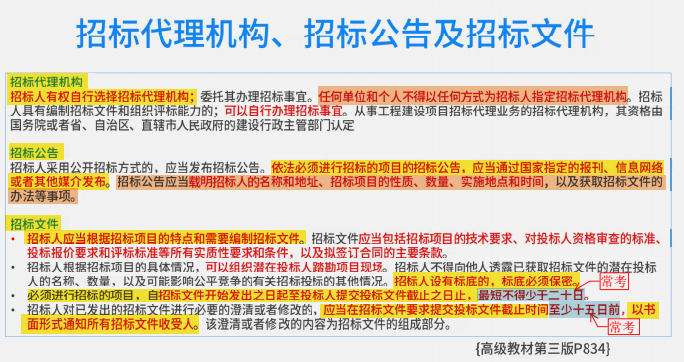 招标代理机构、招标公告及招标文件
招标代理机构
招标人有权自行选择招标代理机构；委托其办理招标事宜。任何单位和个人不得以任何方式为招标人指定招标代理机构。招标
人具有编制招标文件和组织评标能力的；可以自行办理招标事宜。从事工程建设项目招标代理业务的招标代理机构，其资格由
国务院或者省、自治区、直辖市人民政府的建设行政主管部门认定
招标公告
招标人采用公开招标方式的，应当发布招标公告。依法必须进行招标的项目的招标公告，应当通过国家指定的报刊、信息网络
或者其他媒介发布。招标公告应当载明招标人的名称和地址、招标项目的性质、数量、实施地点和时间，以及获取招标文件的
办法等事项。
招标文件
• 招标人应当根据招标项目的特点和需要编制招标文件。招标文件应当包括招标项目的技术要求、对投标人资格审查的标准、
投标报价要求和评标标准等所有实质性要求和条件，以及拟签订合同的主要条款。
• 招标人根据招标项目的具体情况，可以组织潜在投标人踏勘项目现场。招标人不得向他人透露已获取招标文件的潜在投标
人的名称、数量，以及可能影响公平竞争的有关招标投标的其他情况。招标人设有标底的，标底必须保密。
常考
• 必须进行招标的项目，自招标文件开始发出之日起至投标人提交投标文件截止之日止，最短不得少于二十日。
• 招标人对已发出的招标文件进行必要的澄清或者修改的，应当在招标文件要求提交投标文件截止时间至少十五日前，以书
面形式通知所有招标文件收受人。该澄清或者修改的内容为招标文件的组成部分。
常考
{高级教材第三版P834}